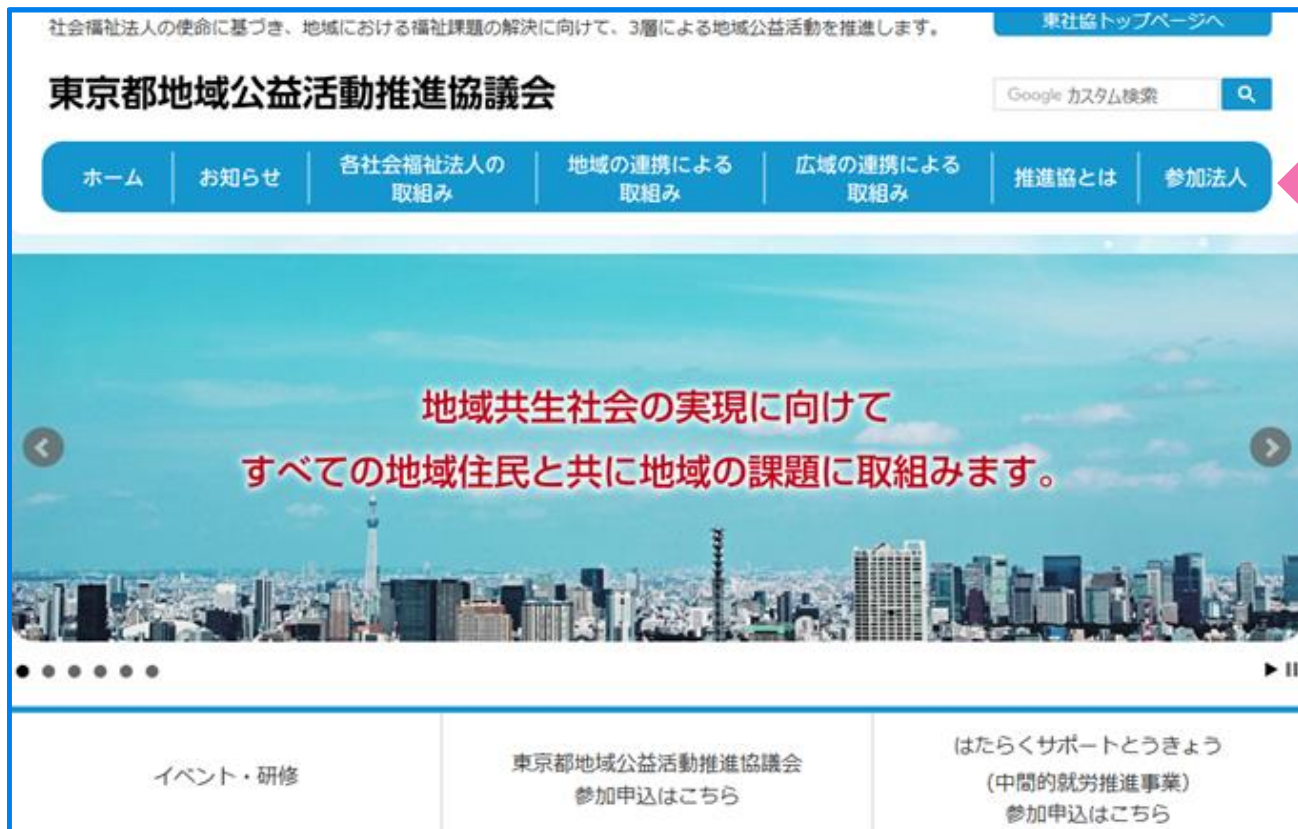 社会福祉法人の使命に基づき、地域における福祉課題の解決に向けて、3層による地域公益活動を推進します。
東社協トップページへ
東京都地域公益活動推進協議会
Google カスタム検索
ホーム
お知らせ
各社会福祉法人の
取組み
地域の連携による
取組み
広域の連携による
取組み
推進協とは
参加法人
地域共生社会の実現に向けて
すべての地域住民と共に地域の課題に取組みます。
イベント・研修
東京都地域公益活動推進協議会
参加申込はこちら
はたらくサポートとうきょう
(中間的就労推進事業)
参加申込はこちら